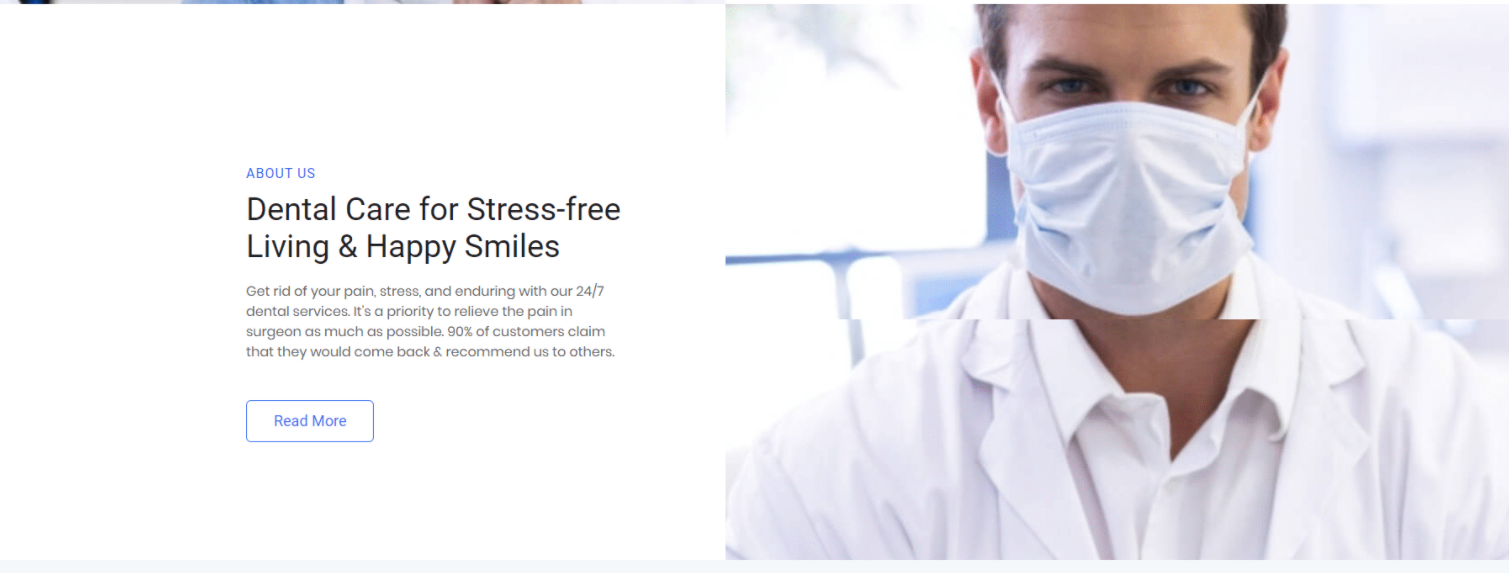 ABOUT US
Dental Care for Stress-free
Living & Happy Smiles
Get rid of your pain, stress, and enduring with our 24/7
dental services. It's a priority to relieve the pain in
surgeon as much as possible. 90% of customers claim
that they would come back & recommend us to others.
Read More